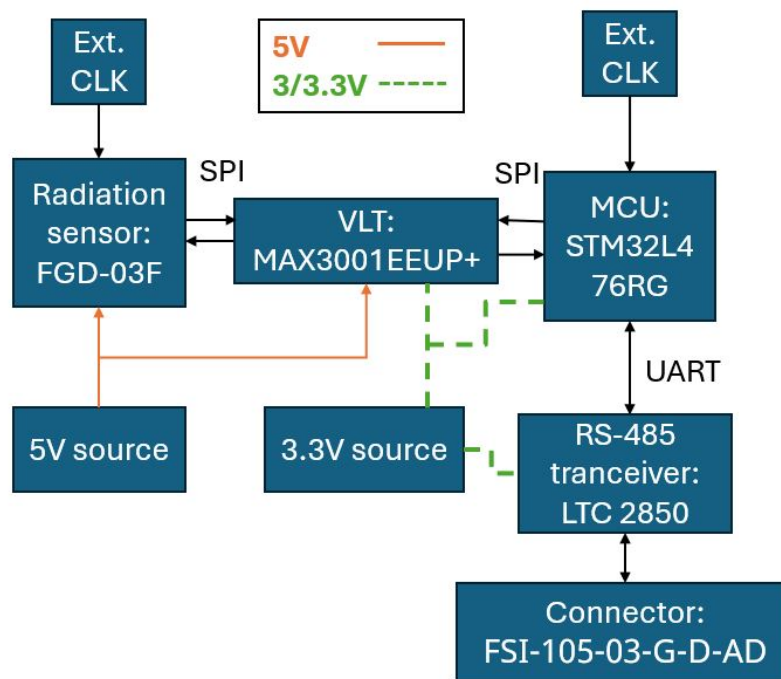 Ext.
CLK
5V
3/3.3V
Ext.
CLK
SPI
SPI
Radiation
sensor:
FGD-03F
VLT:
MAX3001EEUP+
MCU:
STM32L4
76RG
UART
5V source
3.3V source
RS-485
tranceiver:
LTC 2850
Connector:
FSI-105-03-G-D-AD